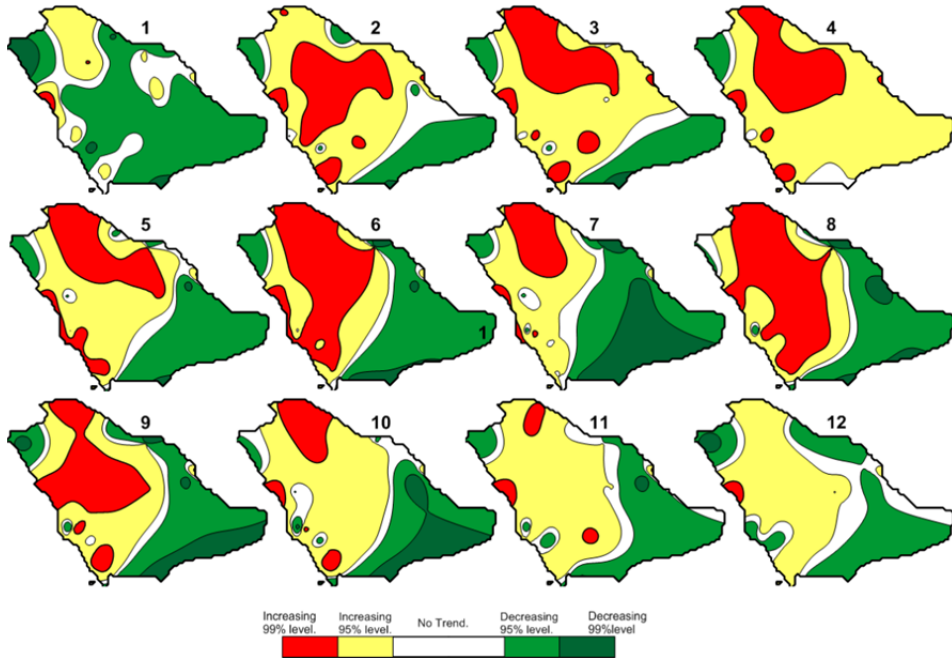 1 2 3 4
5 6 7 8
1
9 10 11 12
Increasing Increasing No Trend. Decreasing Decreasing
99% level. 95% level. 95% level. 99%level